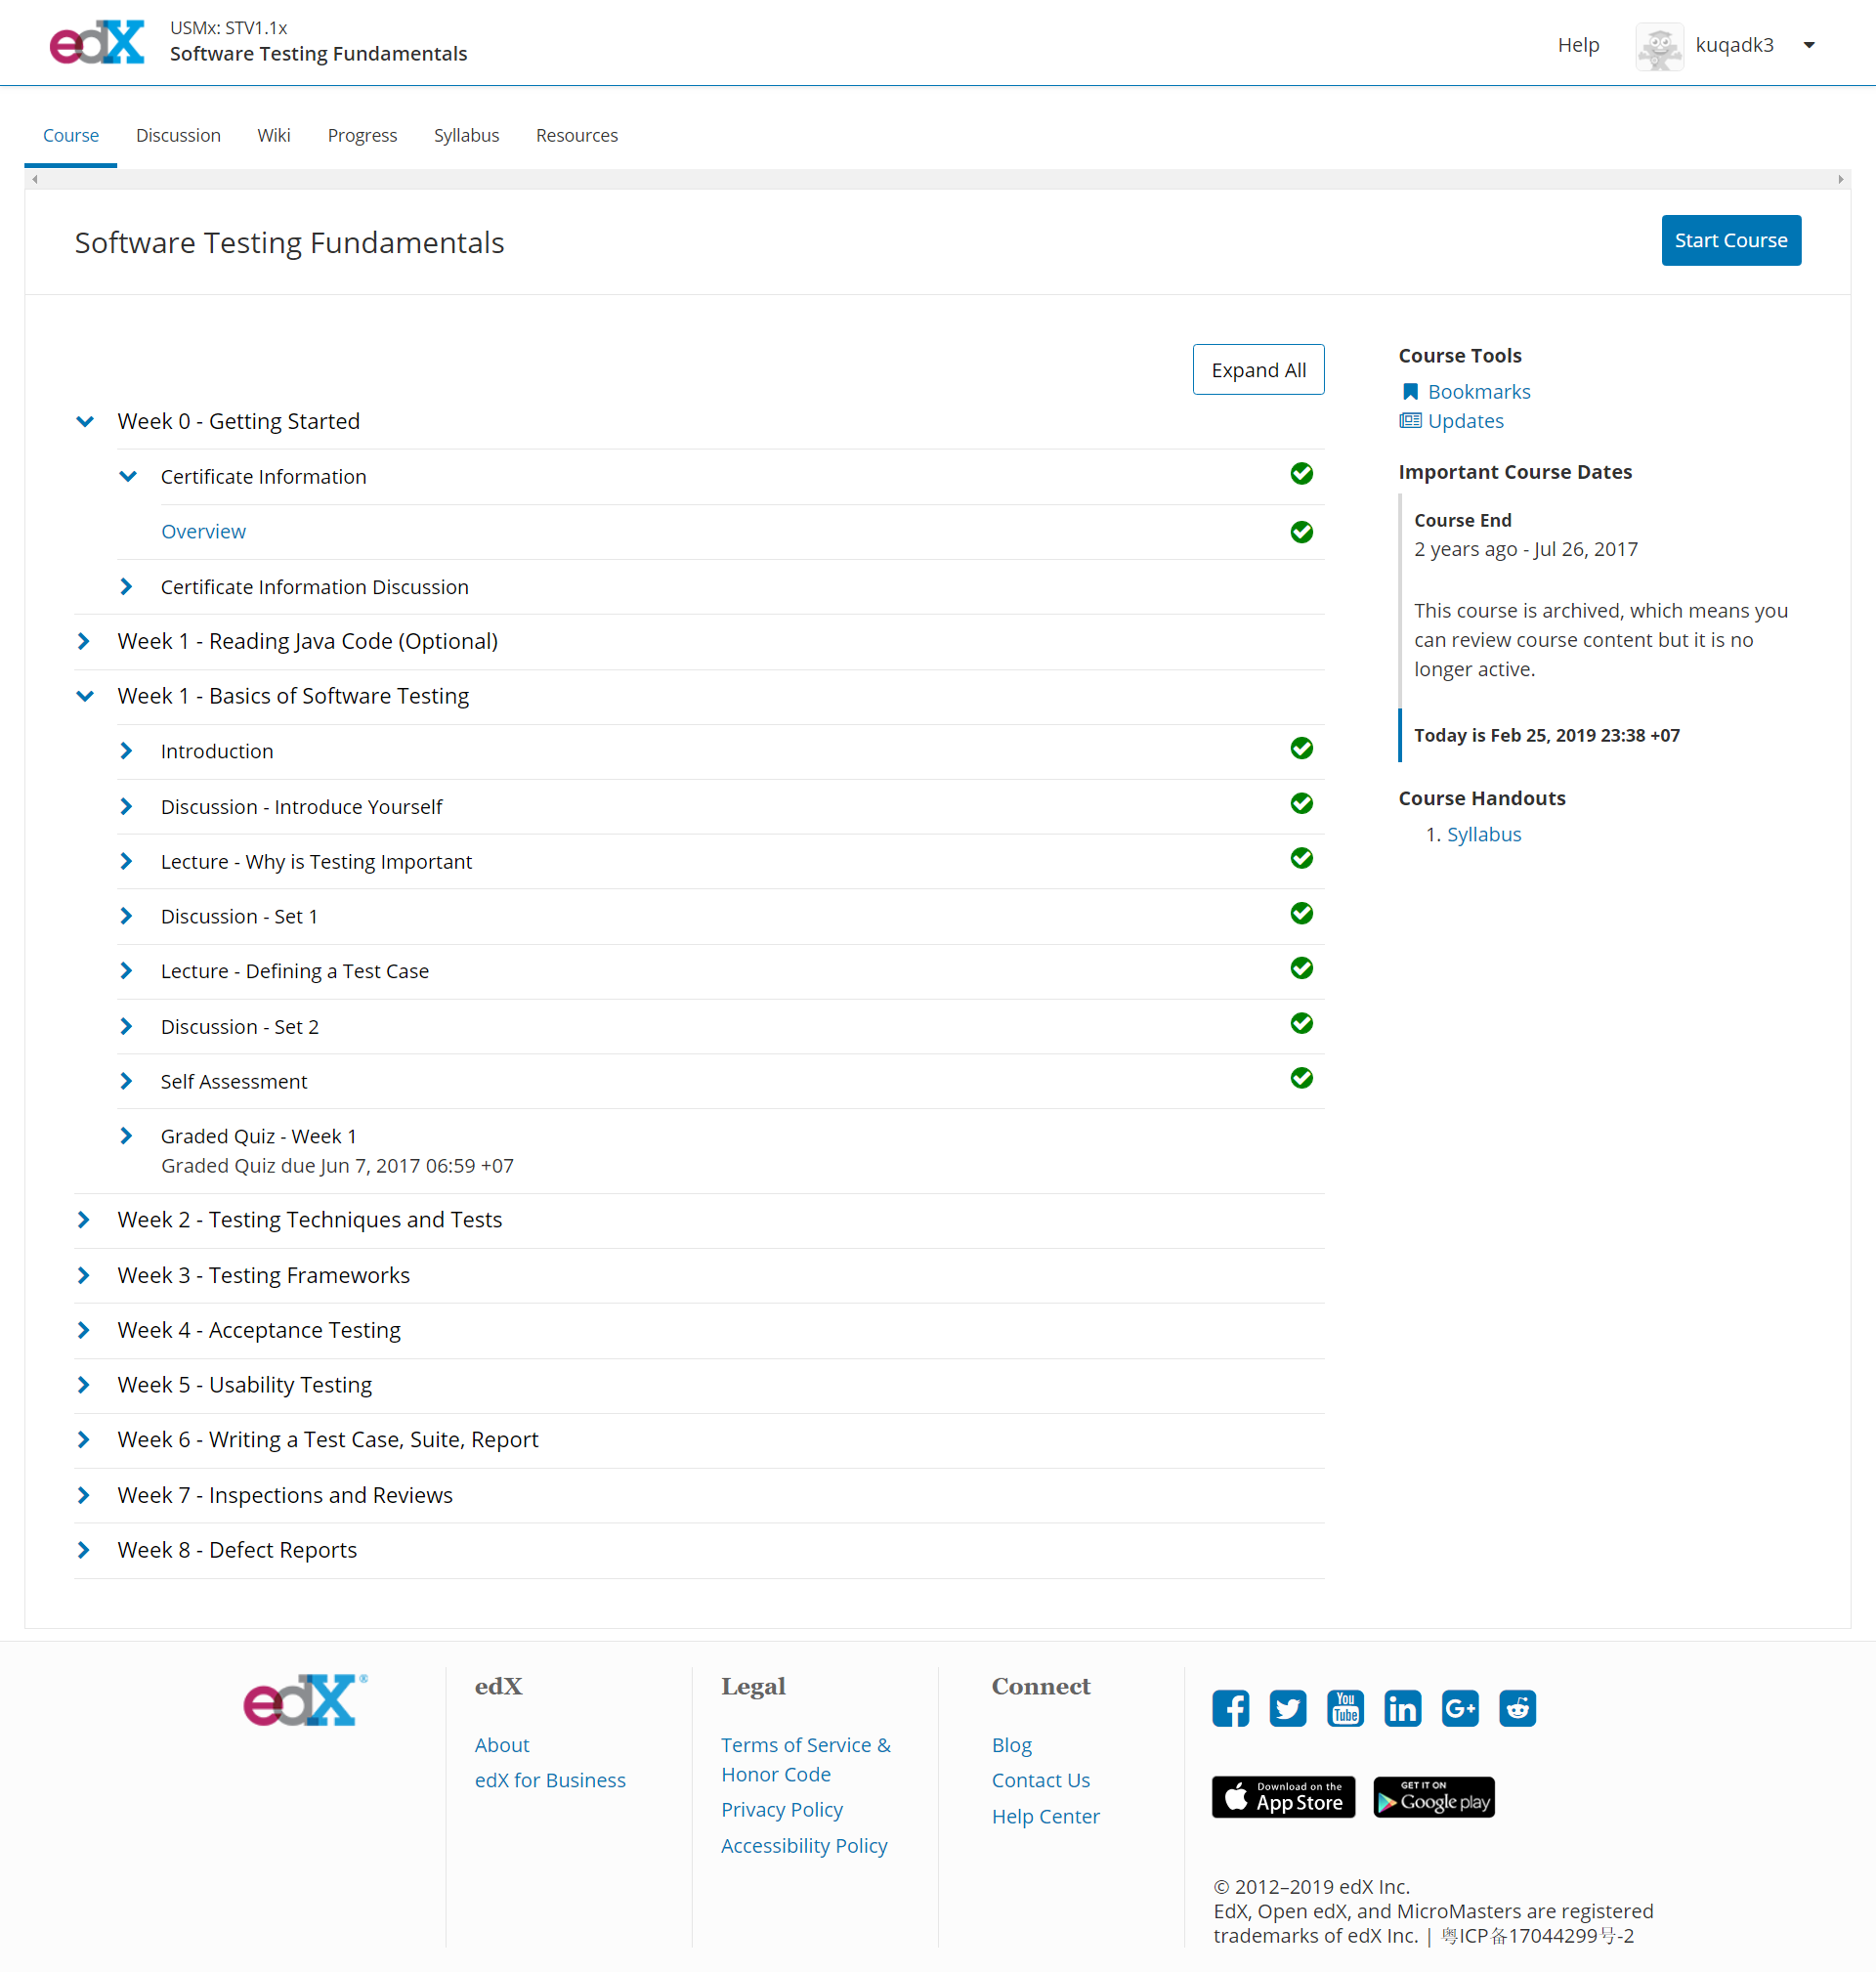 edX
USMx: STV1.1x
Software Testing Fundamentals
Help
kuqadk3
Course
Discussion
Wiki
Progress
Syllabus
Resources
Software Testing Fundamentals
Start Course
Expand All
Week 0 - Getting Started
Certificate Information
Overview
Certificate Information Discussion
Week 1 - Reading Java Code (Optional)
Week 1 - Basics of Software Testing
Introduction
Discussion - Introduce Yourself
Lecture - Why is Testing Important
Discussion - Set 1
Lecture - Defining a Test Case
Discussion - Set 2
Self Assessment
Graded Quiz - Week 1
Graded Quiz due Jun 7, 2017 06:59 +07
Week 2 - Testing Techniques and Tests
Week 3 - Testing Frameworks
Week 4 - Acceptance Testing
Week 5 - Usability Testing
Week 6 - Writing a Test Case, Suite, Report
Week 7 - Inspections and Reviews
Week 8 - Defect Reports
Course Tools
Bookmarks
Updates
Important Course Dates
Course End
2 years ago - Jul 26, 2017
This course is archived, which means you
can review course content but it is no
longer active.
Today is Feb 25, 2019 23:38 +07
Course Handouts
1. Syllabus
edX®
edX
About
edX for Business
Legal
Terms of Service &
Honor Code
Privacy Policy
Accessibility Policy
Connect
Blog
Contact Us
Help Center
You
Tube
in
G+
Download on the
App Store
GET IT ON
Google play
© 2012–2019 edX Inc.
EdX, Open edX, and MicroMasters are registered
trademarks of edX Inc. | 粤ICP备17044299号-2